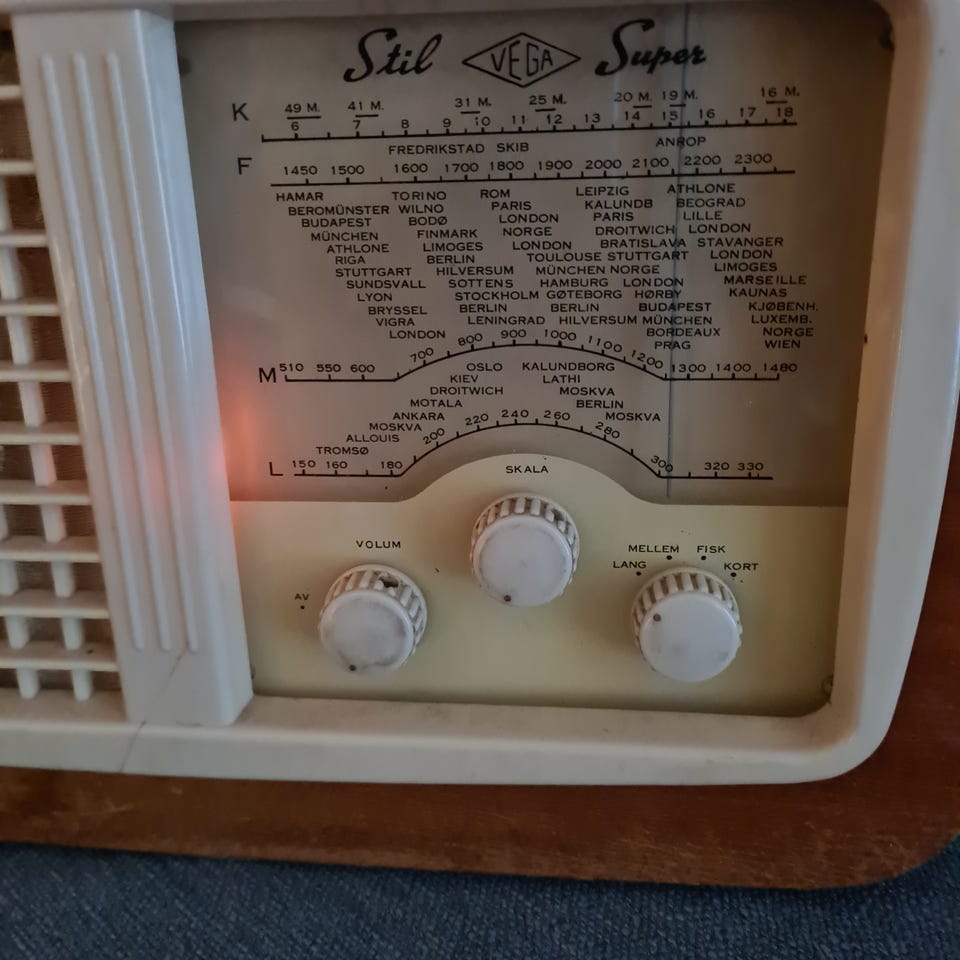 Stil VEGA Super
49 M. 41 M. 31 M. 25 M. 20 M. 19 M. 16 M.
K 6 7 8 9 10 11 12 13 14 15 16 17 18
FREDRIKSTAD SKIB ANROP
F 1450 1500 1600 1700 1800 1900 2000 2100 2200 2300
HAMAR TORINO ROM LEIPZIG ATHLONE
BEROMÜNSTER WILNO PARIS KALUNDB BEOGRAD
BUDAPEST BODØ LONDON PARIS LILLE
MÜNCHEN FINMARK NORGE DROITWICH LONDON
ATHLONE LIMOGES LONDON BRATISLAVA STAVANGER
RIGA BERLIN TOULOUSE STUTTGART LONDON
STUTTGART HILVERSUM MÜNCHEN NORGE LIMOGES
SUNDSVALL SOTTENS HAMBURG LONDON MARSEILLE
LYON STOCKHOLM GØTEBORG HØRBY KAUNAS
BRYSSEL BERLIN BERLIN BUDAPEST KJØBENH.
VIGRA LENINGRAD HILVERSUM MÜNCHEN LUXEMB.
LONDON BORDEAUX NORGE
PRAG WIEN
M 510 550 600 700 800 900 1000 1100 1200 1300 1400 1480
OSLO KALUNDBORG
KIEV LATHI
DROITWICH MOSKVA
MOTALA BERLIN
ANKARA MOSKVA
MOSKVA
ALLOUIS
TROMSØ
L 150 160 180 200 220 240 260 280 300 320 330
SKALA
VOLUM
MELLEM FISK
LANG KORT
AV